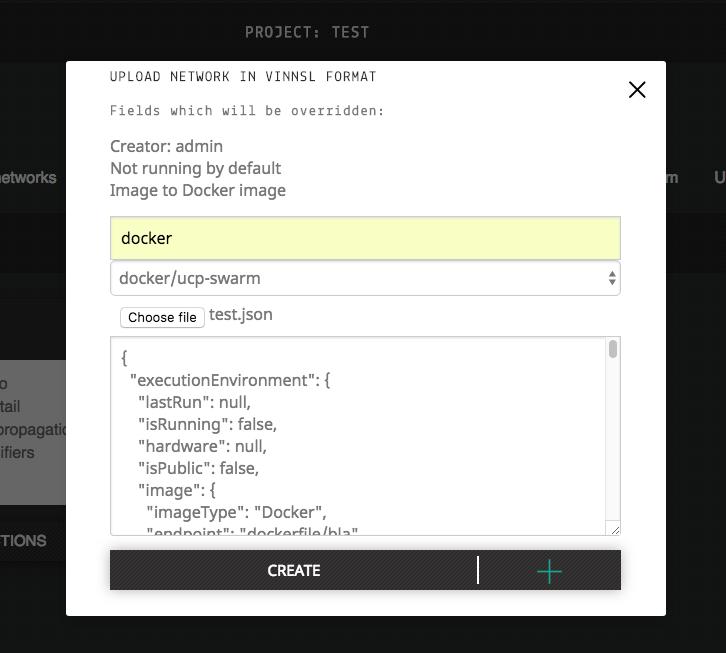 PROJECT: TEST
UPLOAD NETWORK IN VINNSL FORMAT
Fields which will be overridden:
Creator: admin
Not running by default
Image to Docker image
etworks
m
U
docker
docker/ucp-swarm
Choose file test.json
{
"executionEnvironment": {
"lastRun": null,
"isRunning": false,
"hardware": null,
"isPublic": false,
"image": {
"imageType": "Docker",
"endpoint": "dockerfile/bla"
o
tail
propagatio
ifiers
TIONS
CREATE